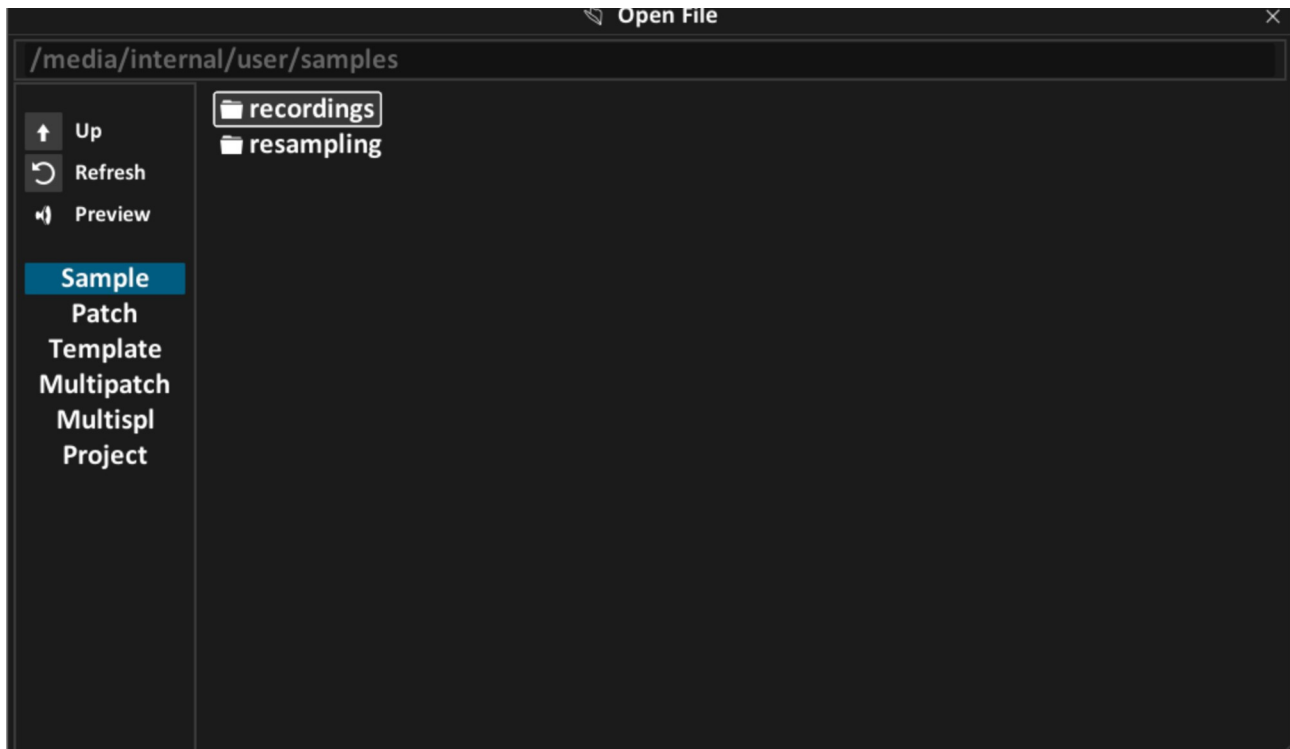 Open File
/media/internal/user/samples
Up
Refresh
Preview
Sample
Patch
Template
Multipatch
Multispl
Project
recordings
resampling